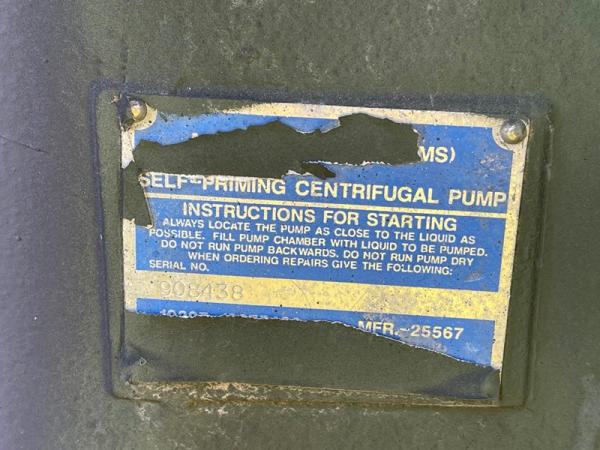 MS)
SELF-PRIMING CENTRIFUGAL PUMP
INSTRUCTIONS FOR STARTING
ALWAYS LOCATE THE PUMP AS CLOSE TO THE LIQUID AS
POSSIBLE. FILL PUMP CHAMBER WITH LIQUID TO BE PUMPED.
DO NOT RUN PUMP BACKWARDS. DO NOT RUN PUMP DRY
WHEN ORDERING REPAIRS GIVE THE FOLLOWING:
SERIAL NO.
908438
MFR.-25567